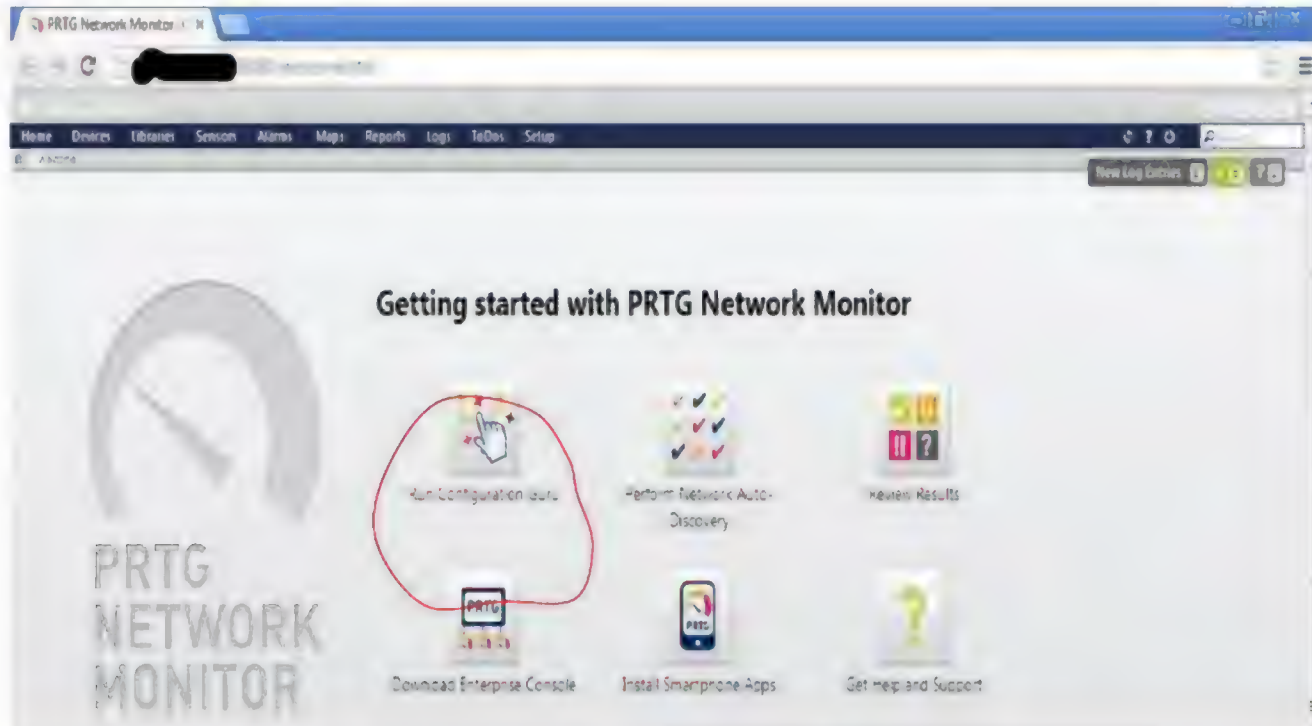 PRTG Network Monitor
Home Devices Libraries Sensors Alarms Maps Reports Logs ToDos Setup
New Log Entries
Getting started with PRTG Network Monitor
Run Configuration Guru
Perform Network Auto-
Discovery
Review Results
PRTG
NETWORK
MONITOR
PRTG
Download Enterprise Console
PRTG
Install Smartphone Apps
Get Help and Support